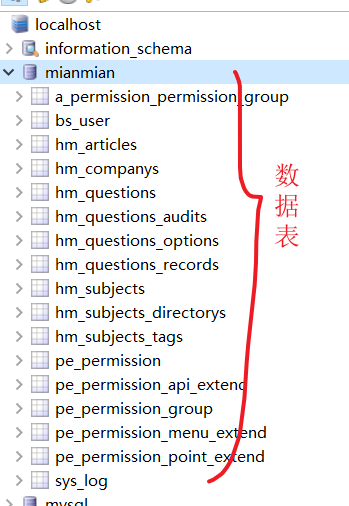 localhost
information_schema
mianmian
a_permission_permission_group
bs_user
hm_articles
hm_companys
hm_questions
hm_questions_audits
hm_questions_options
hm_questions_records
hm_subjects
hm_subjects_directorys
hm_subjects_tags
pe_permission
pe_permission_api_extend
pe_permission_group
pe_permission_menu_extend
pe_permission_point_extend
sys_log
mysql
数据表